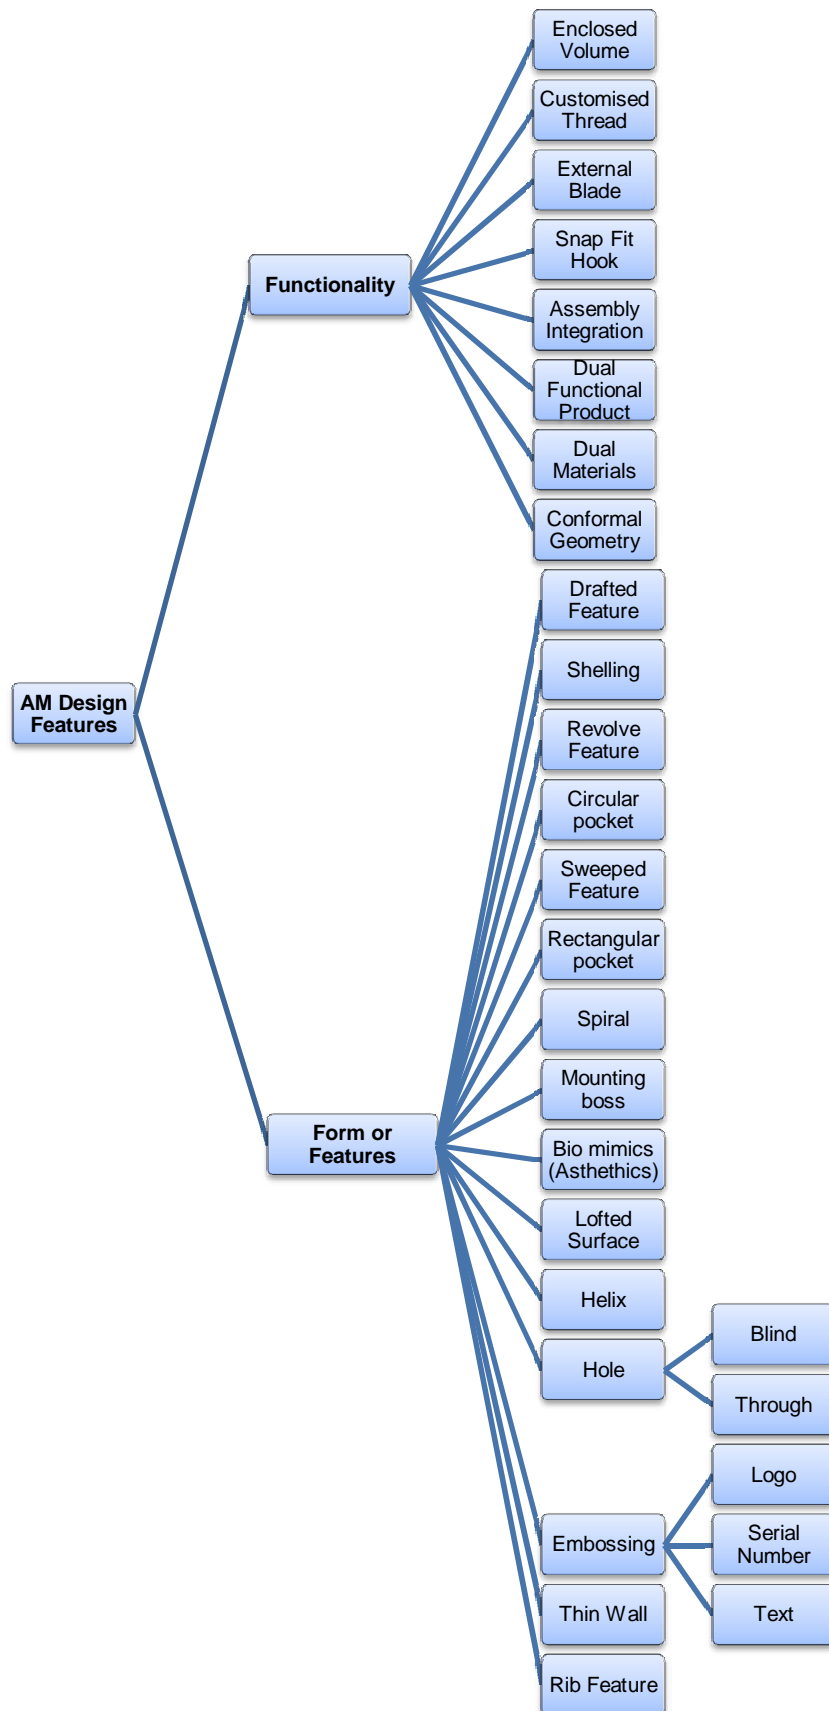 Enclosed
Volume
Customised
Thread
External
Blade
Snap Fit
Hook
Assembly
Integration
Dual
Functional
Product
Dual
Materials
Conformal
Geometry
Functionality
AM Design
Features
Form or
Features
Drafted
Feature
Shelling
Revolve
Feature
Circular
pocket
Sweeped
Feature
Rectangular
pocket
Spiral
Mounting
boss
Bio mimics
(Asthethics)
Lofted
Surface
Helix
Hole
Blind
Through
Embossing
Logo
Serial
Number
Text
Thin Wall
Rib Feature